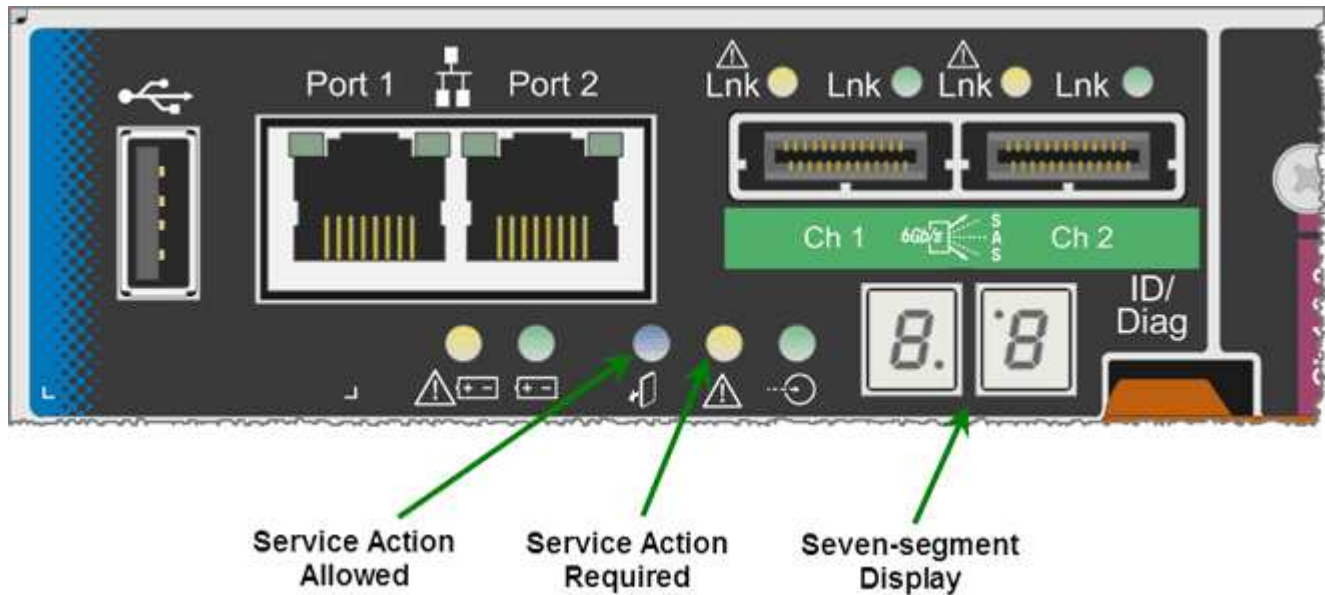 Port 1 Port 2
Lnk Lnk Lnk Lnk
Ch 1 6Gb/s SAS Ch 2
ID/
Diag
8. 8
Service Action
Allowed
Service Action
Required
Seven-segment
Display